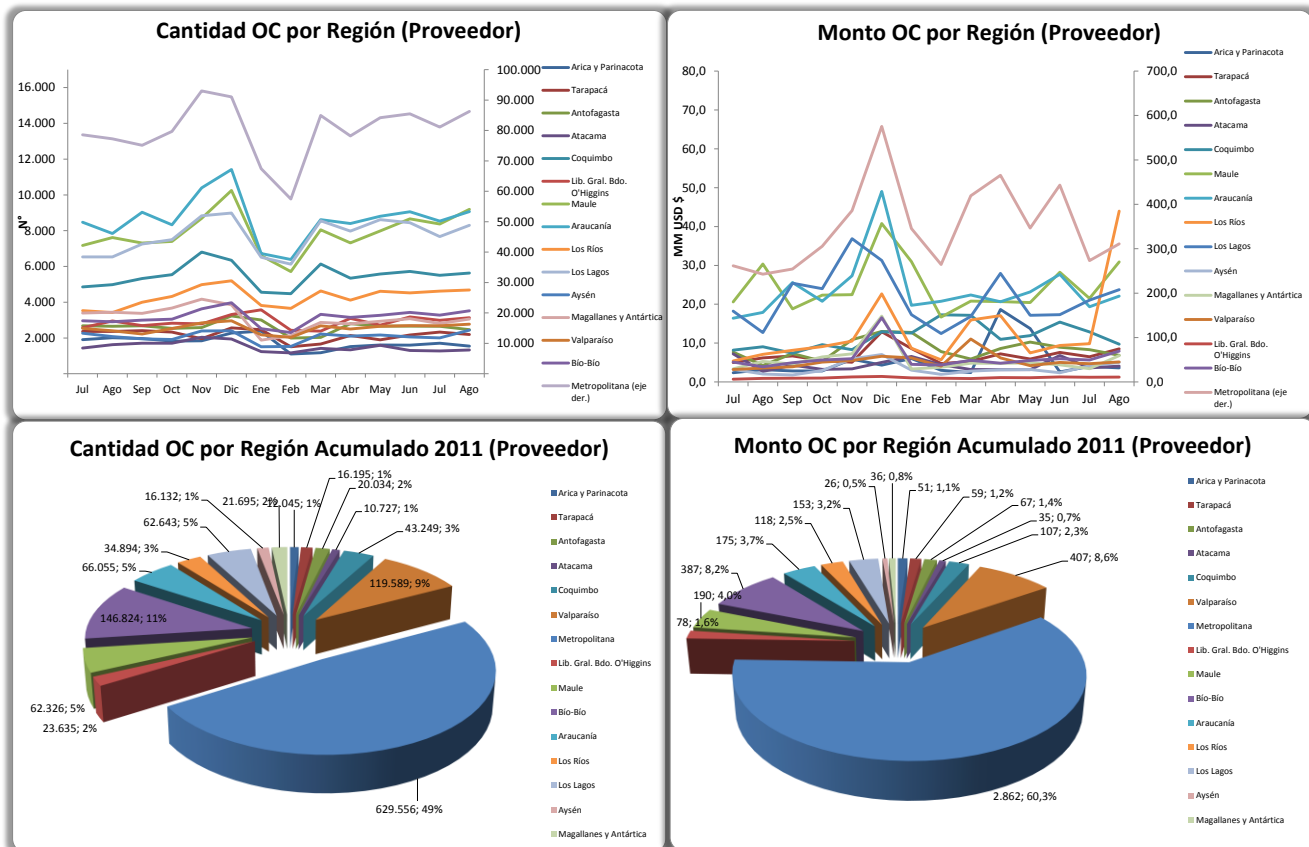 Cantidad OC por Región (Proveedor)
N°
16.000
14.000
12.000
10.000
8.000
6.000
4.000
2.000
100.000
90.000
80.000
70.000
60.000
50.000
40.000
30.000
20.000
10.000
Jul Ago Sep Oct Nov Dic Ene Feb Mar Abr May Jun Jul Ago
Arica y Parinacota
Tarapacá
Antofagasta
Atacama
Coquimbo
Lib. Gral. Bdo.
O'Higgins
Maule
Araucanía
Los Ríos
Los Lagos
Aysén
Magallanes y Antártica
Valparaíso
Bío-Bío
Metropolitana (eje
der.)
Monto OC por Región (Proveedor)
MM USD $
80,0
70,0
60,0
50,0
40,0
30,0
20,0
10,0
0,0
700,0
600,0
500,0
400,0
300,0
200,0
100,0
0,0
Jul Ago Sep Oct Nov Dic Ene Feb Mar Abr May Jun Jul Ago
Arica y Parinacota
Tarapacá
Antofagasta
Atacama
Coquimbo
Maule
Araucanía
Los Ríos
Los Lagos
Aysén
Magallanes y Antártica
Valparaíso
Lib. Gral. Bdo.
O'Higgins
Bío-Bío
Metropolitana (eje
der.)
Cantidad OC por Región Acumulado 2011 (Proveedor)
12.045; 1%
16.195; 1%
20.034; 2%
10.727; 1%
43.249; 3%
119.589; 9%
629.556; 49%
23.635; 2%
62.326; 5%
146.824; 11%
66.055; 5%
34.894; 3%
62.643; 5%
16.132; 1%
21.695; 2%
Arica y Parinacota
Tarapacá
Antofagasta
Atacama
Coquimbo
Valparaíso
Metropolitana
Lib. Gral. Bdo. O'Higgins
Maule
Bío-Bío
Araucanía
Los Ríos
Los Lagos
Aysén
Magallanes y Antártica
Monto OC por Región Acumulado 2011 (Proveedor)
51; 1,1%
59; 1,2%
67; 1,4%
35; 0,7%
107; 2,3%
407; 8,6%
2.862; 60,3%
78; 1,6%
190; 4,0%
387; 8,2%
175; 3,7%
118; 2,5%
153; 3,2%
26; 0,5%
36; 0,8%
Arica y Parinacota
Tarapacá
Antofagasta
Atacama
Coquimbo
Valparaíso
Metropolitana
Lib. Gral. Bdo. O'Higgins
Maule
Bío-Bío
Araucanía
Los Ríos
Los Lagos
Aysén
Magallanes y Antártica